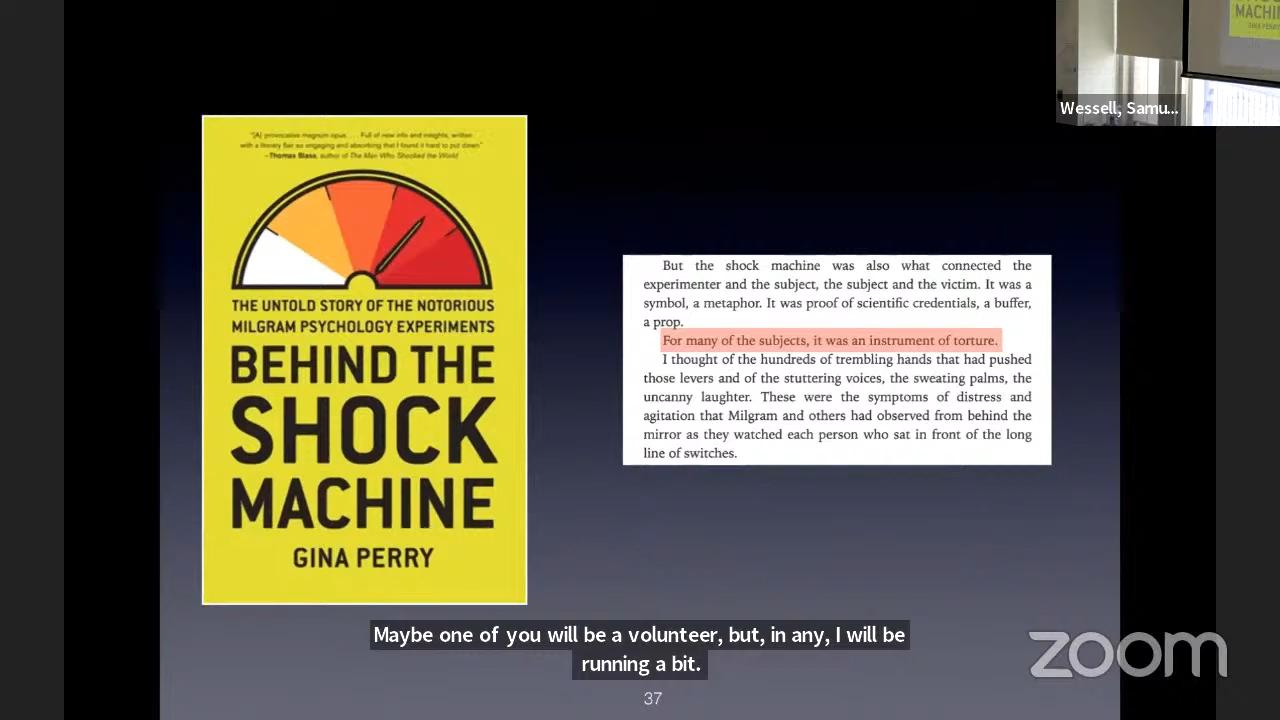 "[A] provocative magnum opus. . . . Full of new info and insights, written
with a literary flair so engaging and absorbing that I found it hard to put down."
—Thomas Blass, author of The Man Who Shocked the World
THE UNTOLD STORY OF THE NOTORIOUS
MILGRAM PSYCHOLOGY EXPERIMENTS
BEHIND THE
SHOCK
MACHINE
GINA PERRY
But the shock machine was also what connected the
experimenter and the subject, the subject and the victim. It was a
symbol, a metaphor. It was proof of scientific credentials, a buffer,
a prop.
For many of the subjects, it was an instrument of torture.
I thought of the hundreds of trembling hands that had pushed
those levers and of the stuttering voices, the sweating palms, the
uncanny laughter. These were the symptoms of distress and
agitation that Milgram and others had observed from behind the
mirror as they watched each person who sat in front of the long
line of switches.
MACHI
GINA PER
Wessell, Samu...
Maybe one of you will be a volunteer, but, in any, I will be
running a bit.
zoom
37